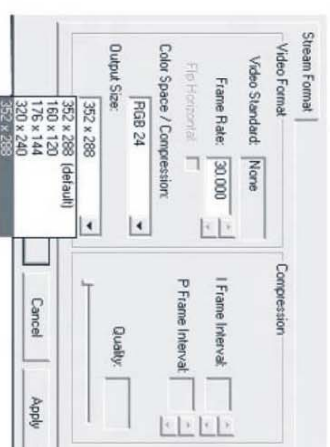 Stream Format
Video Format
Video Standard: None
Frame Rate: 30.000
Flip Horizontal:
Color Space / Compression:
RGB 24
Output Size:
352 x 288
352 x 288 (default)
160 x 120
176 x 144
320 x 240
352 x 288
Compression
I Frame Interval:
P Frame Interval:
Quality:
Cancel
Apply